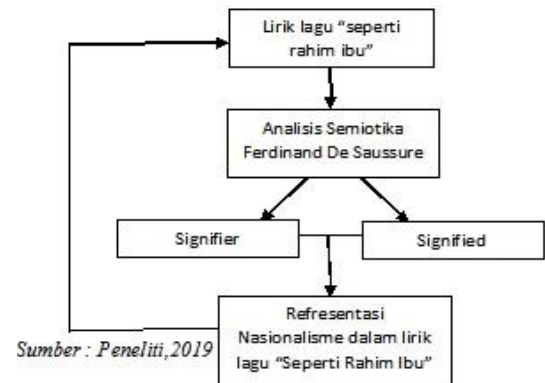 Lirik lagu “seperti
rahim ibu”
Analisis Semiotika
Ferdinand De Saussure
Signifier
Signified
Refresentasi
Nasionalisme dalam lirik
lagu “Seperti Rahim Ibu”
Sumber : Peneliti,2019